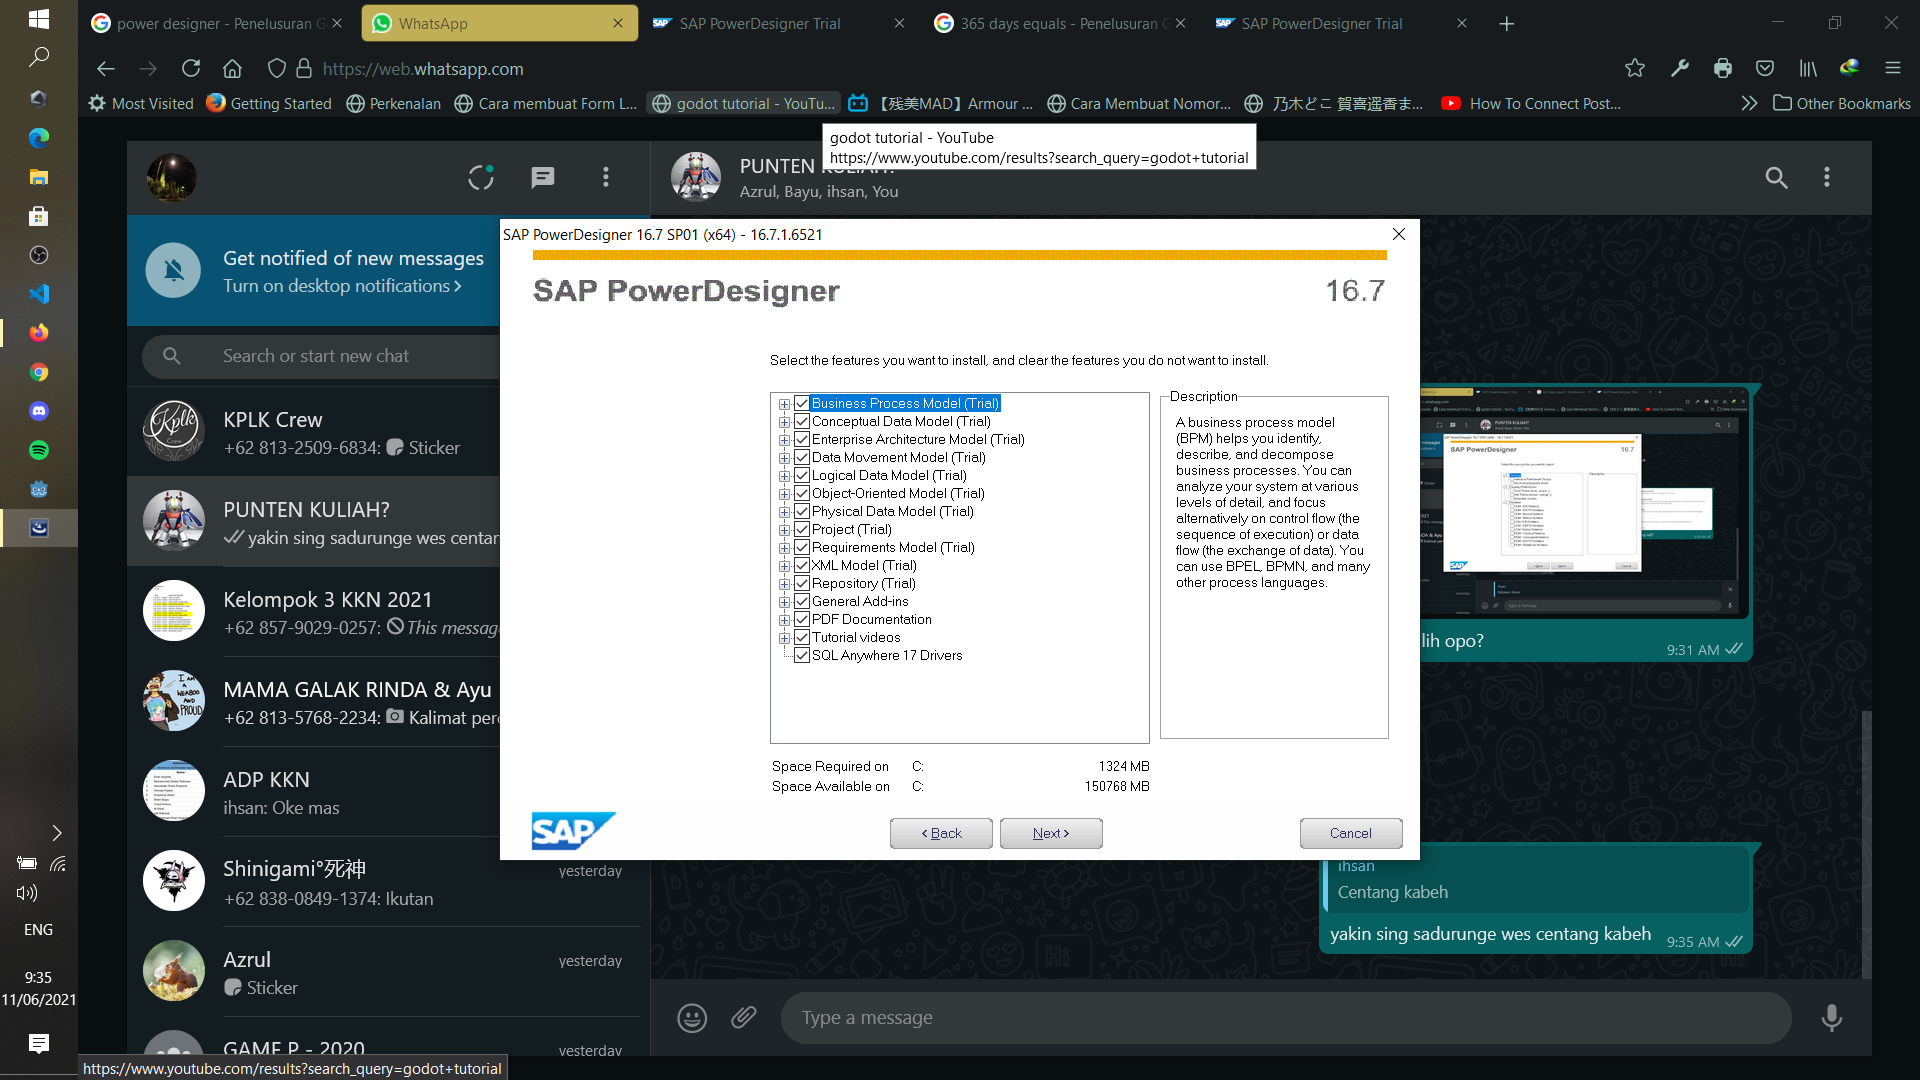 power designer - Penelusuran G
WhatsApp
SAP PowerDesigner Trial
365 days equals - Penelusuran G
SAP PowerDesigner Trial
https://web.whatsapp.com
Most Visited
Getting Started
Perkenalan
Cara membuat Form L...
godot tutorial - YouTu...
【残美MAD】Armour ...
Cara Membuat Nomor...
乃木どこ 賀喜遥香ま...
How To Connect Post...
Other Bookmarks
godot tutorial - YouTube
https://www.youtube.com/results?search_query=godot+tutorial
PUNTEN KULIAH?
Azrul, Bayu, ihsan, You
Get notified of new messages
Turn on desktop notifications >
Search or start new chat
KPLK Crew
+62 813-2509-6834: Sticker
PUNTEN KULIAH?
yakin sing sadurunge wes centan
Kelompok 3 KKN 2021
+62 857-9029-0257: This messag
MAMA GALAK RINDA & Ayu
+62 813-5768-2234: Kalimat per
ADP KKN
ihsan: Oke mas
Shinigami°死神
yesterday
+62 838-0849-1374: Ikutan
Azrul
yesterday
Sticker
GAME P - 2020
yesterday
SAP PowerDesigner 16.7 SP01 (x64) - 16.7.1.6521
SAP PowerDesigner
16.7
Select the features you want to install, and clear the features you do not want to install.
Business Process Model (Trial)
Conceptual Data Model (Trial)
Enterprise Architecture Model (Trial)
Data Movement Model (Trial)
Logical Data Model (Trial)
Object-Oriented Model (Trial)
Physical Data Model (Trial)
Project (Trial)
Requirements Model (Trial)
XML Model (Trial)
Repository (Trial)
General Add-ins
PDF Documentation
Tutorial videos
SQL Anywhere 17 Drivers
Description
A business process model
(BPM) helps you identify,
describe, and decompose
business processes. You can
analyze your system at various
levels of detail, and focus
alternatively on control flow (the
sequence of execution) or data
flow (the exchange of data). You
can use BPEL, BPMN, and many
other process languages.
Space Required on C: 1324 MB
Space Available on C: 150768 MB
SAP
< Back
Next >
Cancel
SAP PowerDesigner
16.7
lih opo?
9:31 AM
ihsan
Centang kabeh
yakin sing sadurunge wes centang kabeh
9:35 AM
Type a message
ENG
9:35
11/06/2021
https://www.youtube.com/results?search_query=godot+tutorial